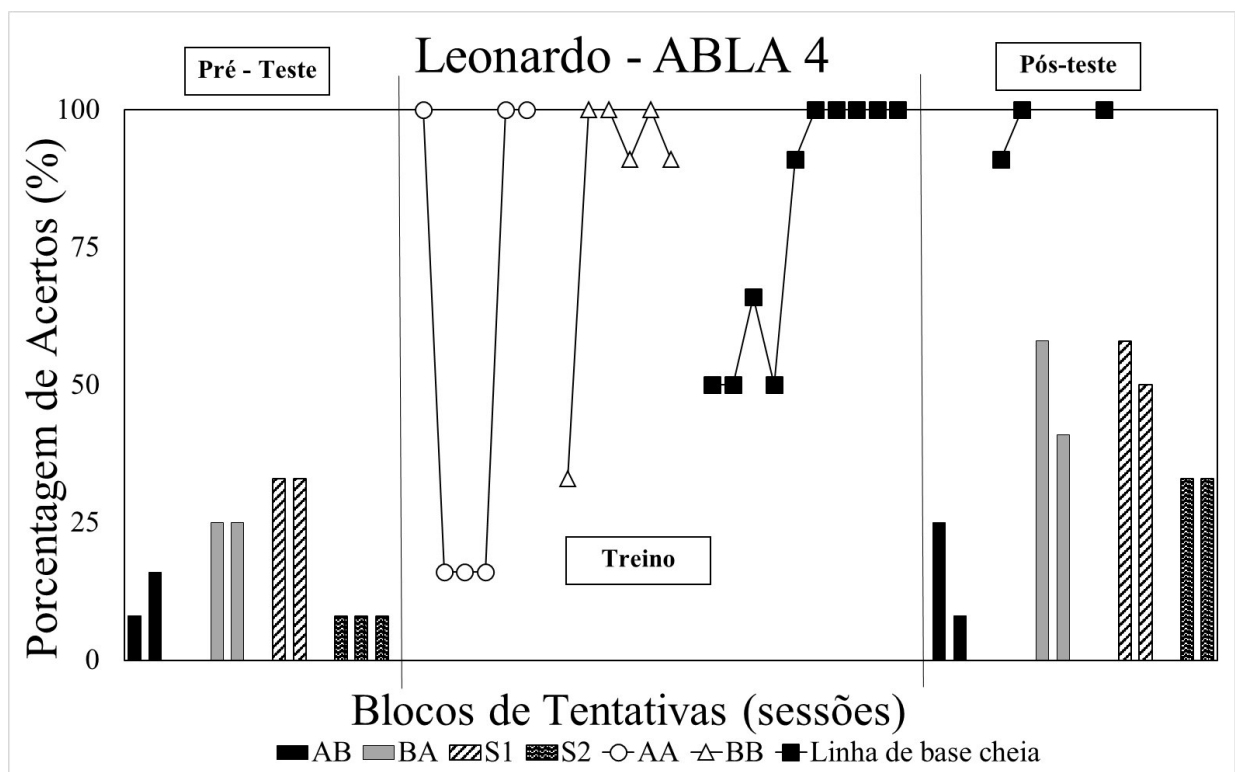 Leonardo - ABLA 4
Pré - Teste
Pós-teste
Porcentagem de Acertos (%)
100
75
50
25
0
Treino
Blocos de Tentativas (sessões)
AB BA S1 S2 AA BB Linha de base cheia